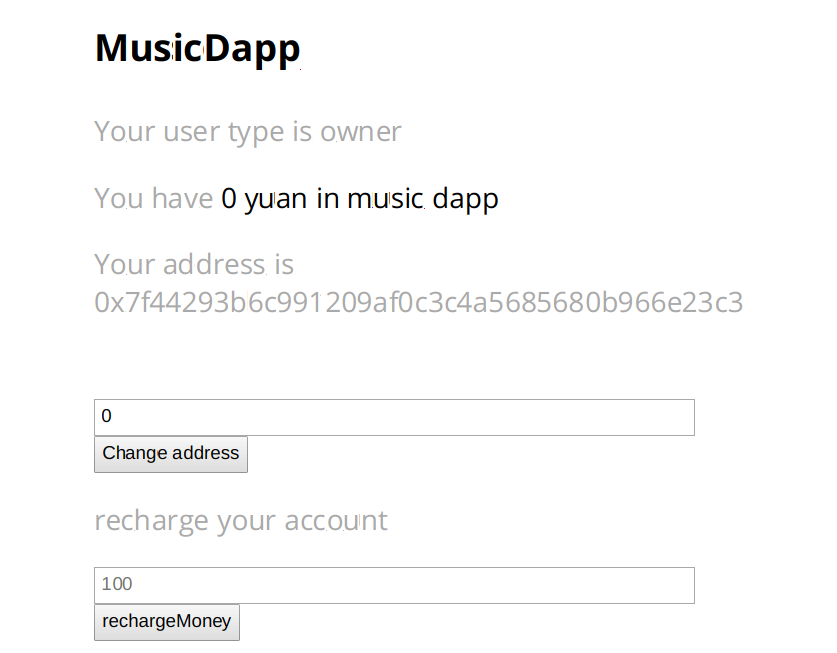 MusicDapp
Your user type is owner
You have 0 yuan in music dapp
Your address is
0x7f44293b6c991209af0c3c4a5685680b966e23c3
0
Change address
recharge your account
100
rechargeMoney